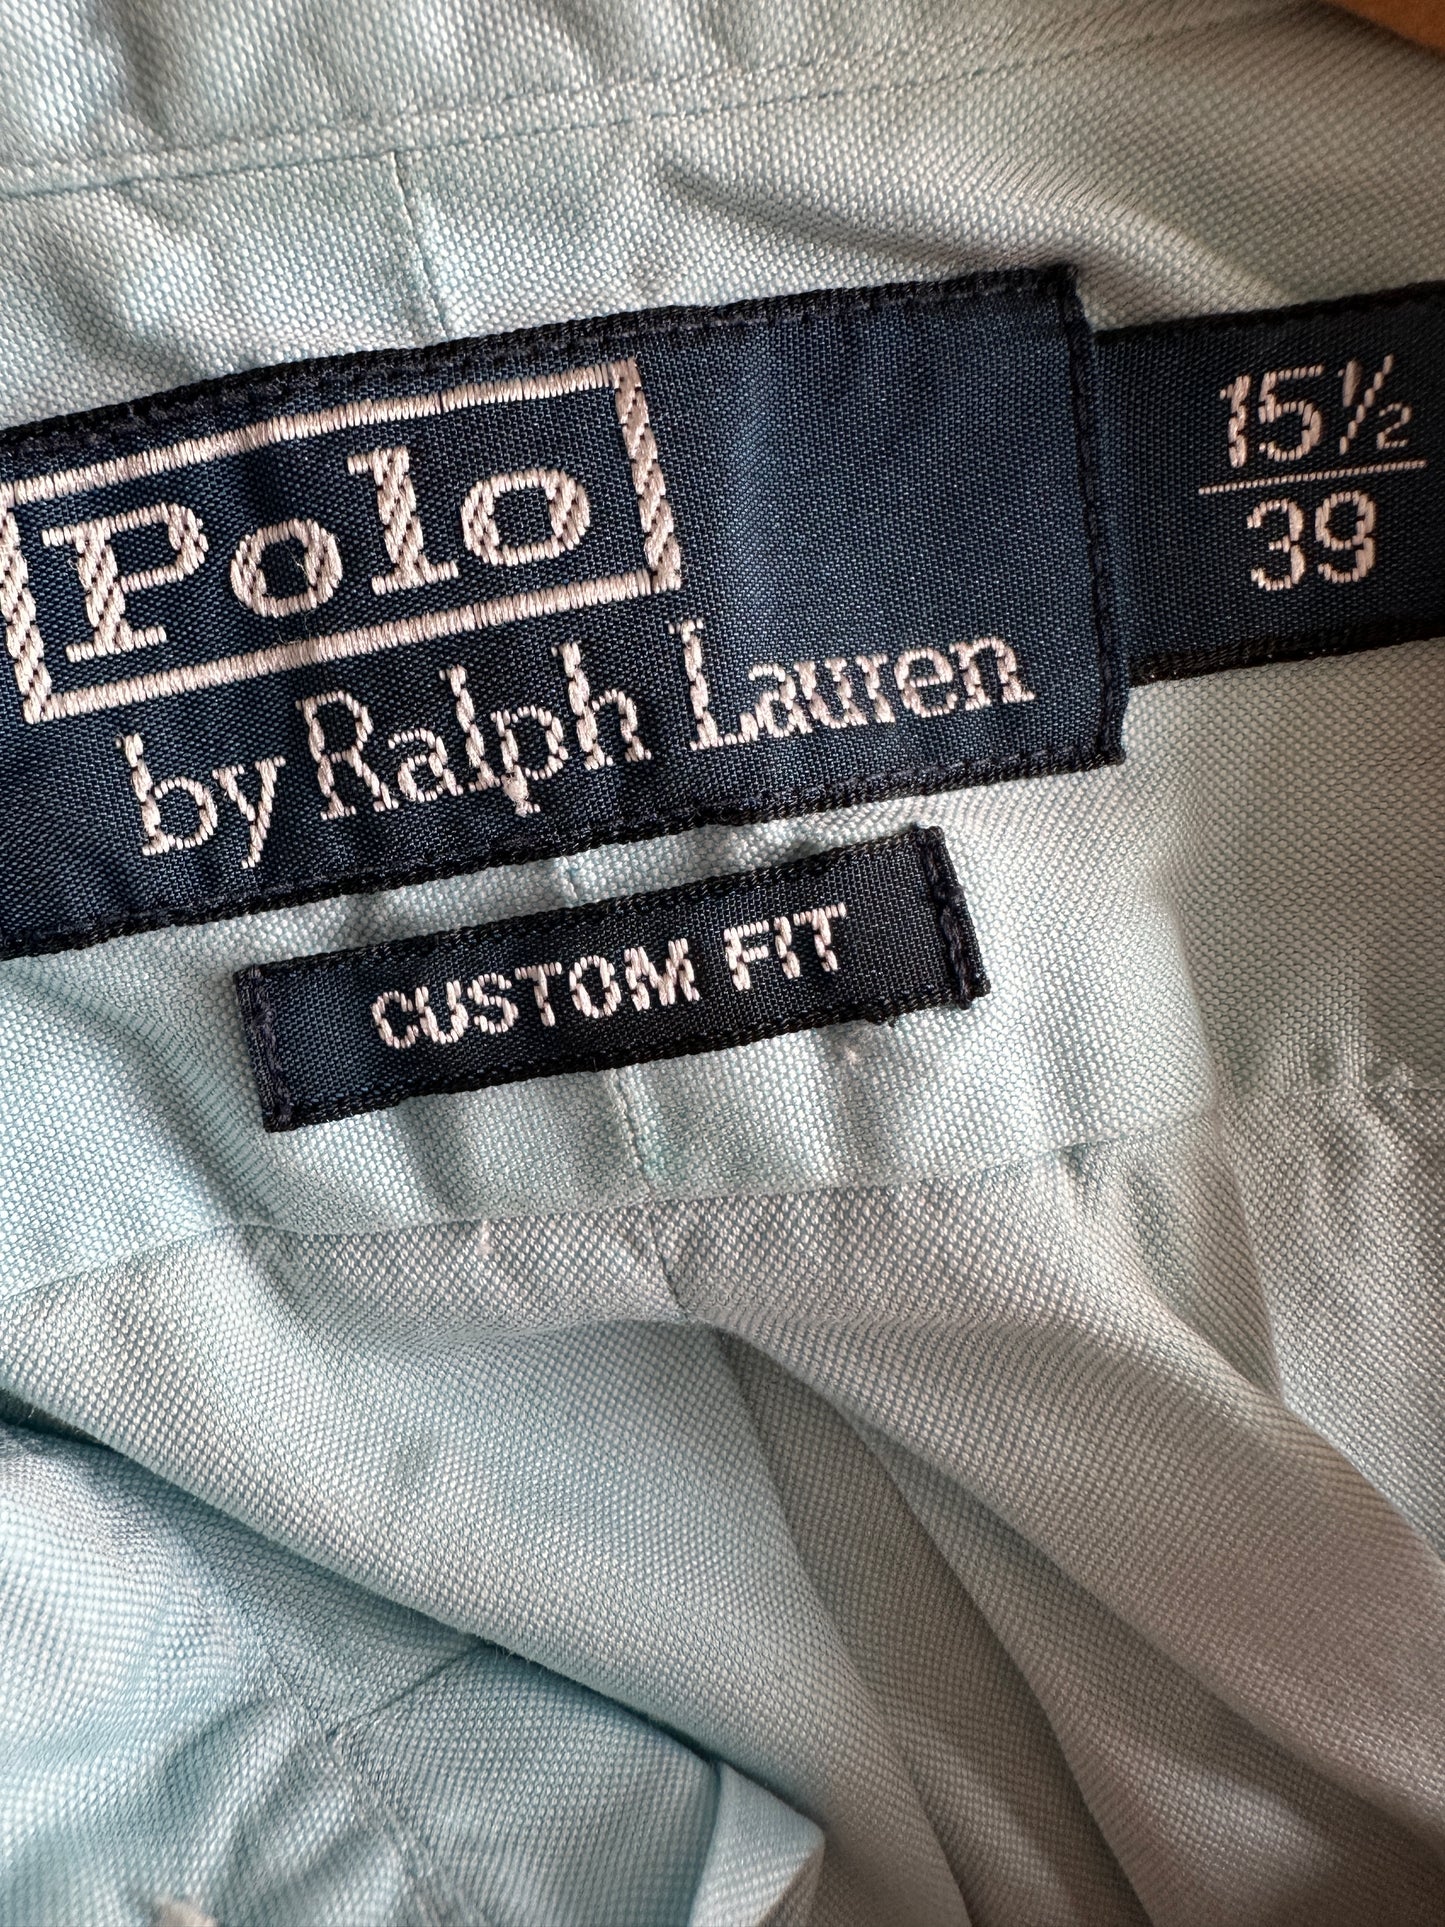 Polo
by Ralph Lauren
15½
39
CUSTOM FIT